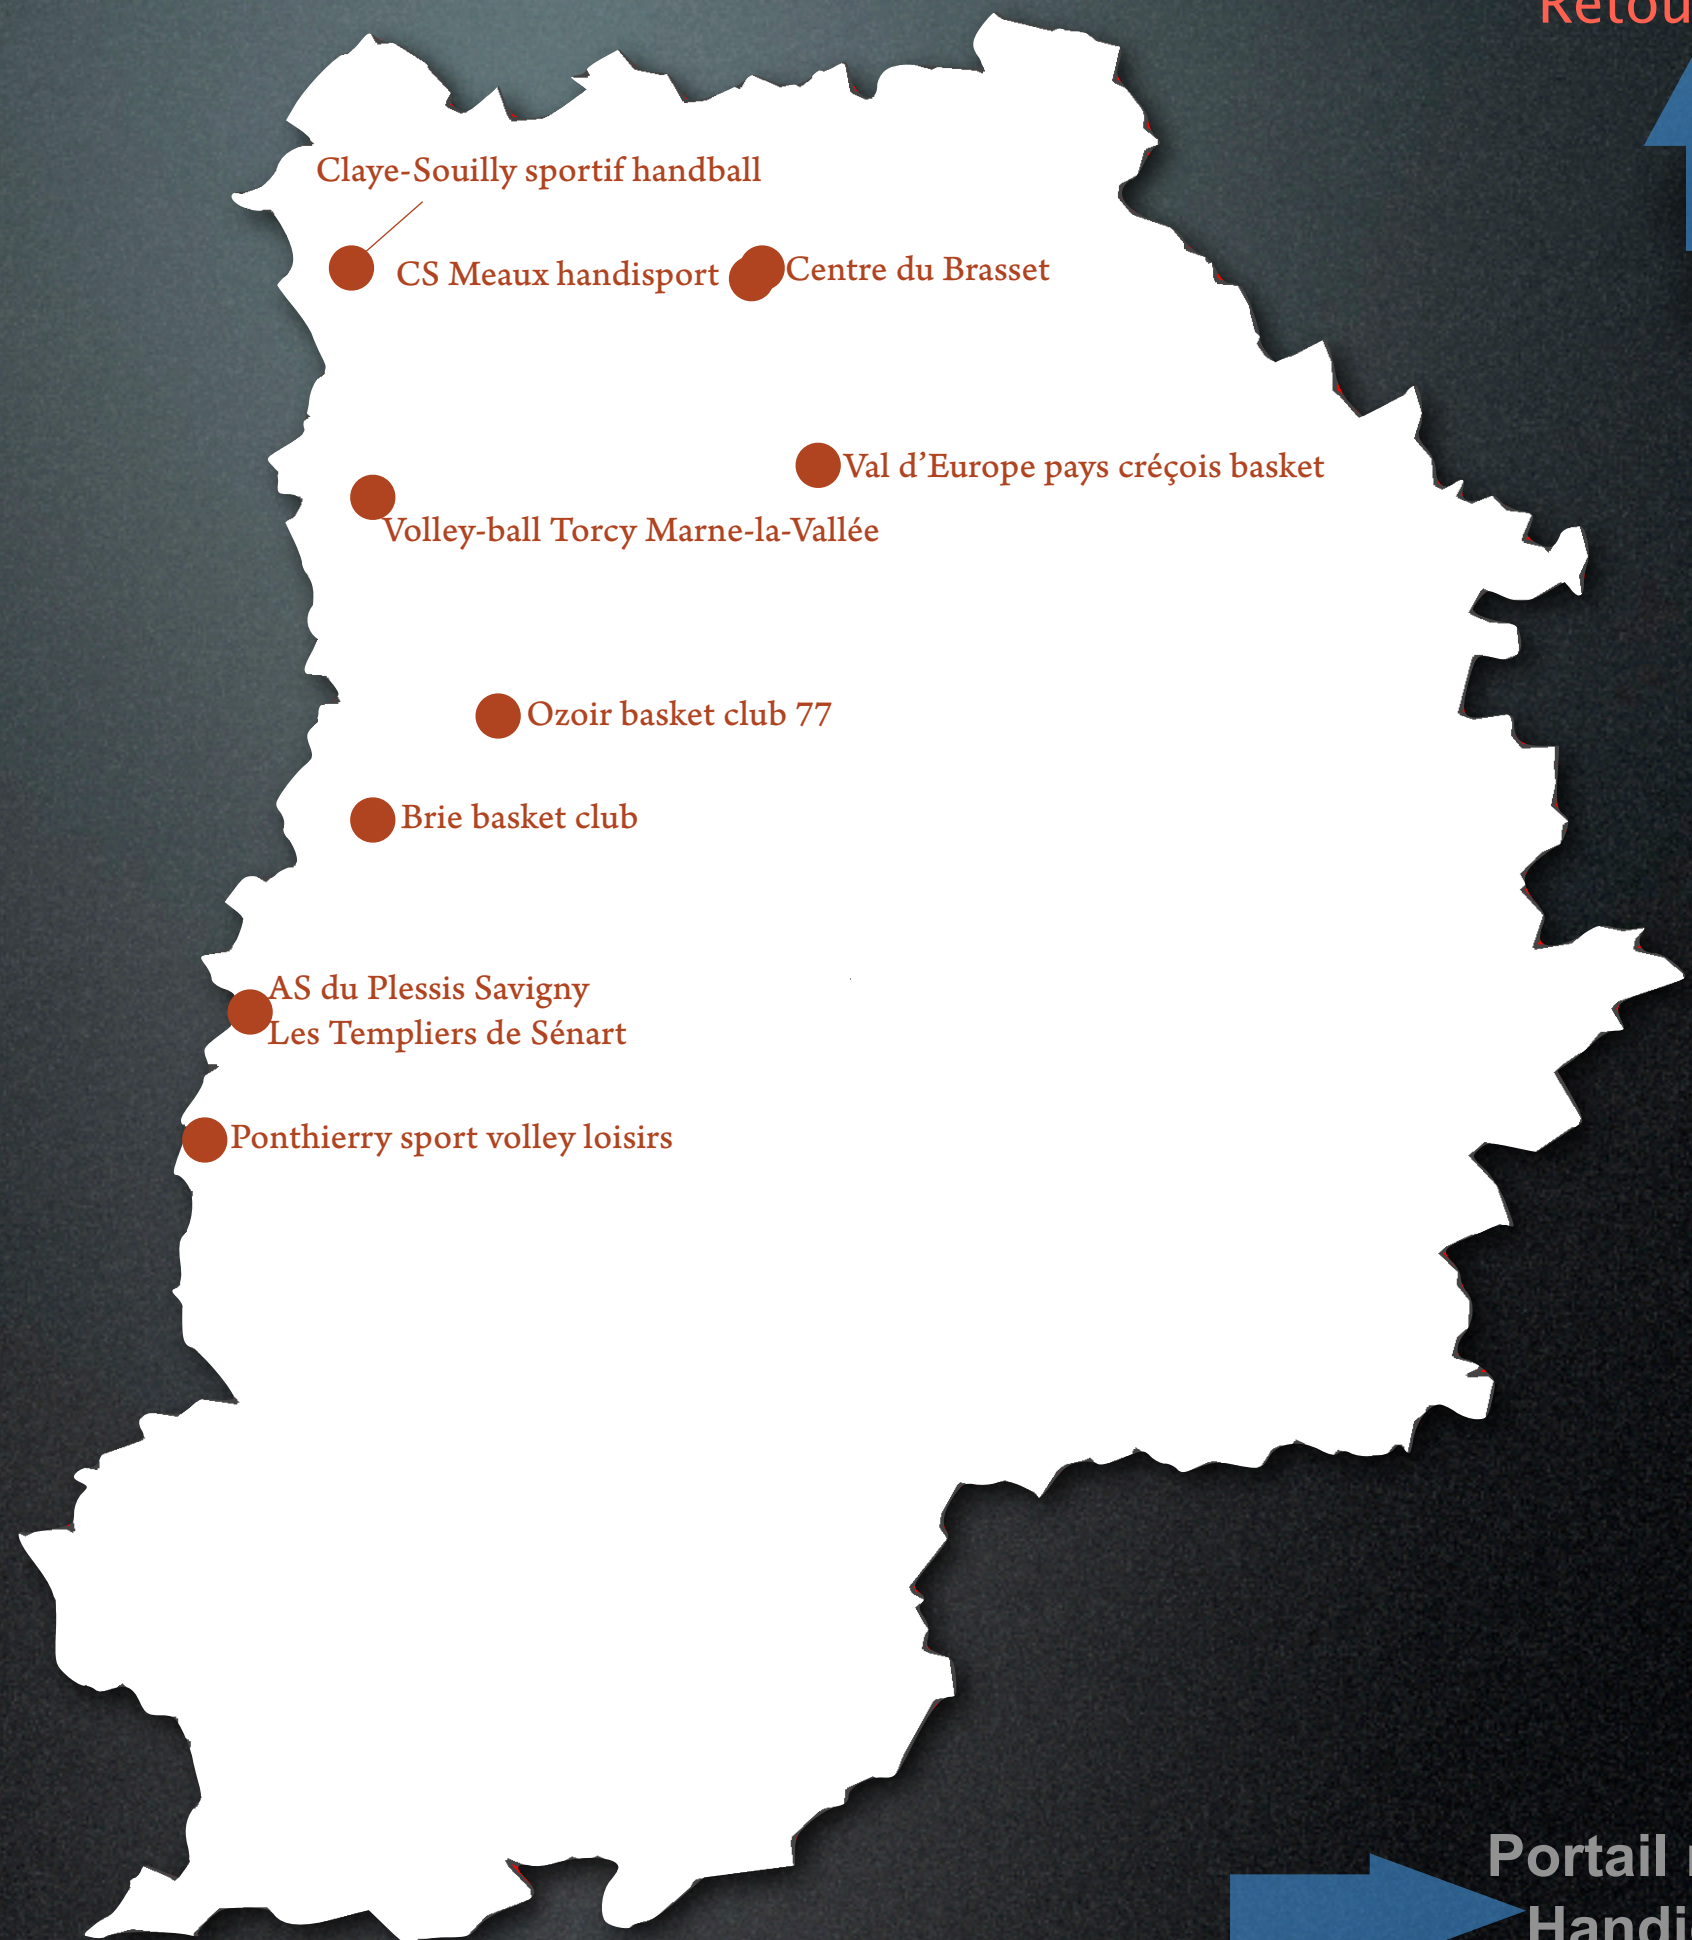 Claye-Souilly sportif handball
CS Meaux handisport
Centre du Brasset
Val d’Europe pays créçois basket
Volley-ball Torcy Marne-la-Vallée
Ozoir basket club 77
Brie basket club
AS du Plessis Savigny
Les Templiers de Sénart
Ponthierry sport volley loisirs
Portail